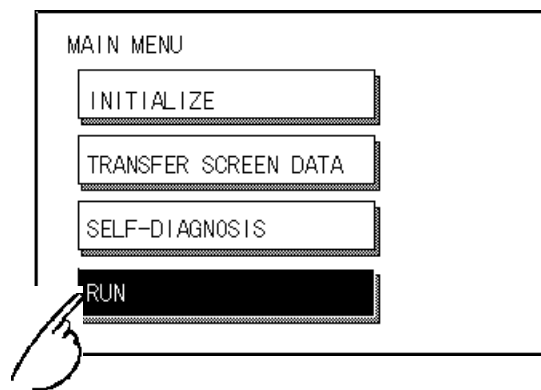 MAIN MENU
INITIALIZE
TRANSFER SCREEN DATA
SELF-DIAGNOSIS
RUN